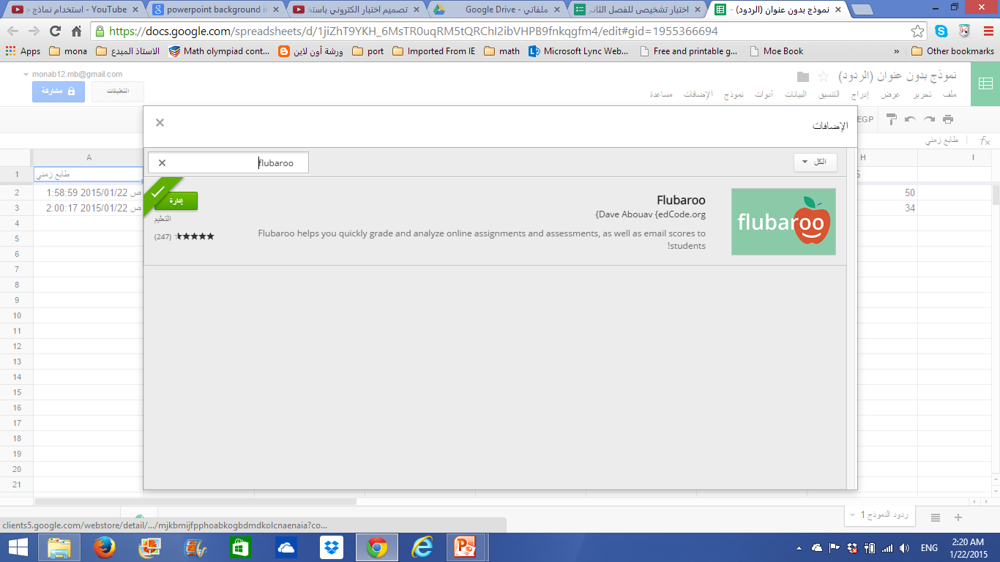 استخدام نماذج - YouTube
powerpoint background in
تصميم اختبار الكتروني باستخ
ملفاتي - Google Drive
اختبار تشخيصي للفصل الثاني
نموذج بدون عنوان (الردود) -
https://docs.google.com/spreadsheets/d/1jiZhT9YKH_6MsTR0uqRM5tQRChI2ibVHPB9fnkqgfm4/edit#gid=1955366694
Apps mona الاستاذ المبدع Math olympiad cont... ورشة أون لاين port Imported From IE math Microsoft Lync Web... Free and printable g... Moe Book » Other bookmarks
monab12.mb@gmail.com
نموذج بدون عنوان (الردود)
مشاركة
التعليقات
ملف تحرير عرض إدراج التنسيق البيانات أدوات نموذج الإضافات مساعدة
EGP
الإضافات
fx طابع زمني
flubaroo
الكل
A
H
I
1 طابع زمني
2 1:58:59 2015/01/22 ص 50
3 2:00:17 2015/01/22 ص 34
Flubaroo
{Dave Abouav {edCode.org
Flubaroo helps you quickly grade and analyze online assignments and assessments, as well as email scores to
!students
flubaroo
إدارة
التعليم
(247)
4
5
6
7
8
9
10
11
12
13
14
15
16
17
18
19
20
21
ردود النموذج 1
clients5.google.com/webstore/detail/.../mjkbmijfpphoabkogbdmdkolcnaenaia?co...
ENG
2:20 AM
1/22/2015